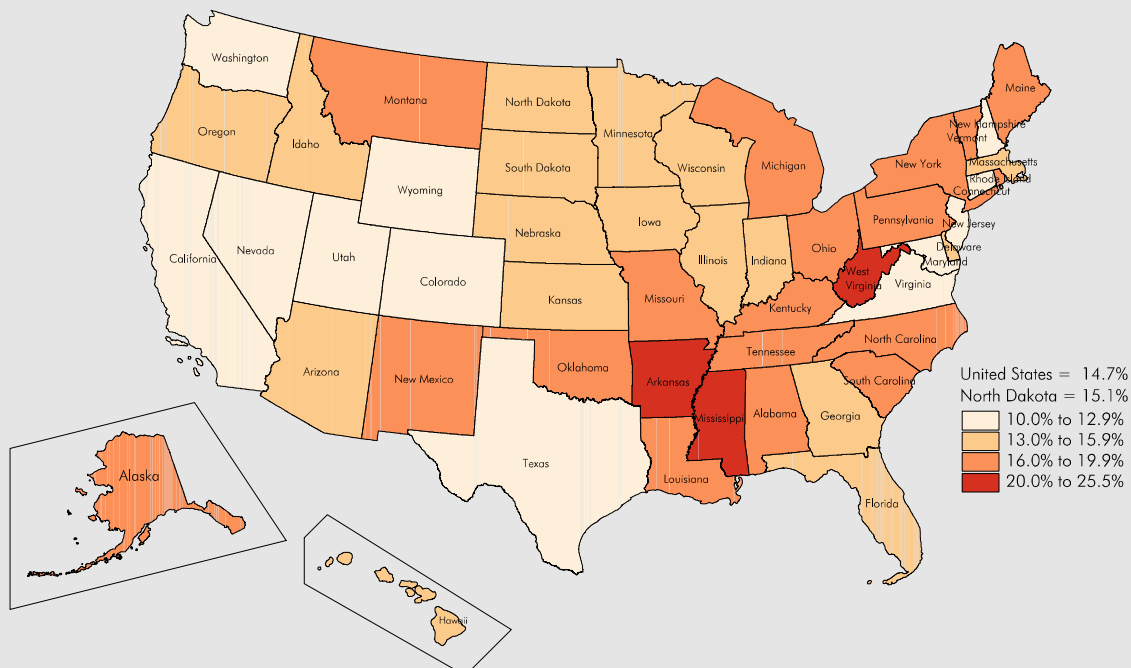 Washington
Maine
Montana
North Dakota
New Hampshire
Oregon
Minnesota
Vermont
Idaho
Massachusetts
New York
Michigan
South Dakota
Wisconsin
Rhode Island
Wyoming
Connecticut
Pennsylvania
Iowa
New Jersey
Nebraska
Ohio
Delaware
Nevada
Utah
California
Illinois
Indiana
Maryland
West
Virginia
Colorado
Virginia
Kansas
Missouri
Kentucky
North Carolina
Tennessee
Oklahoma
Arizona
New Mexico
Arkansas
South Carolina
United States = 14.7%
North Dakota = 15.1%
Mississippi
Alabama
Georgia
10.0% to 12.9%
13.0% to 15.9%
16.0% to 19.9%
20.0% to 25.5%
Texas
Alaska
Louisiana
Florida
Hawaii